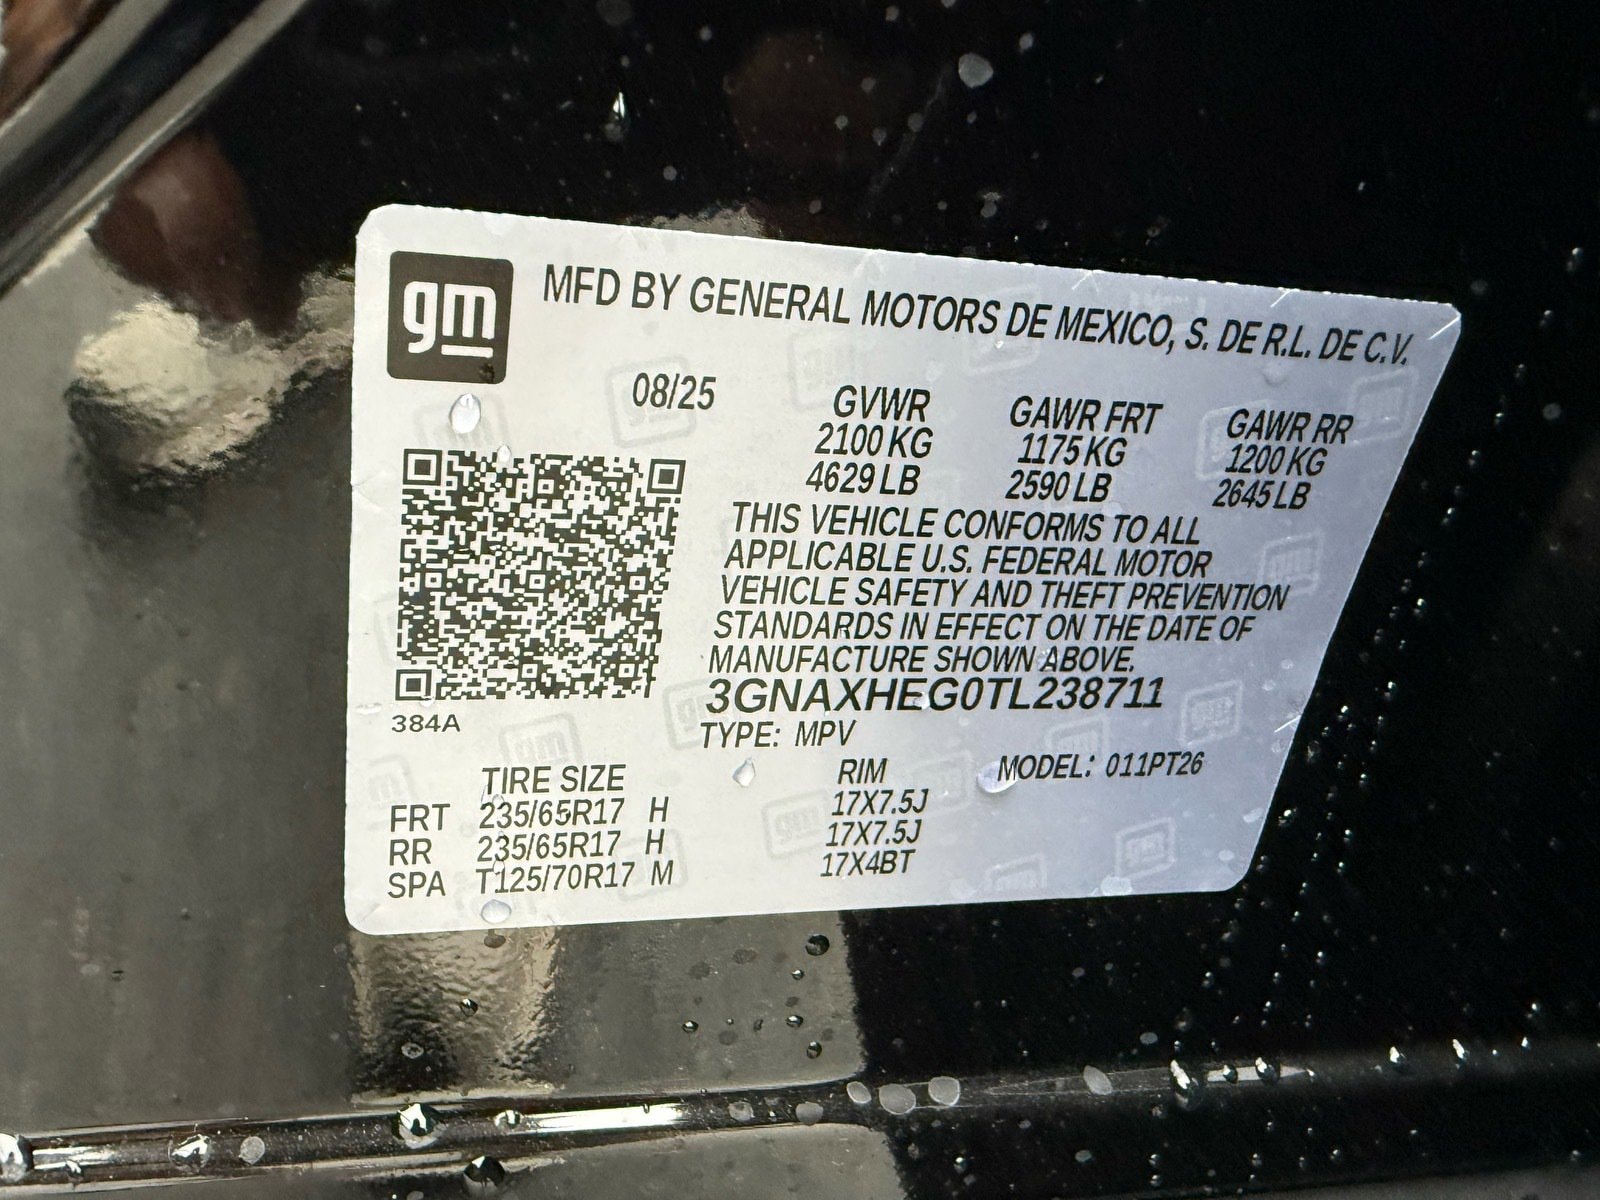 gm MFD BY GENERAL MOTORS DE MEXICO, S. DE R.L. DE C.V.
08/25
GVWR GAWR FRT GAWR RR
2100 KG 1175 KG 1200 KG
4629 LB 2590 LB 2645 LB
THIS VEHICLE CONFORMS TO ALL
APPLICABLE U.S. FEDERAL MOTOR
VEHICLE SAFETY AND THEFT PREVENTION
STANDARDS IN EFFECT ON THE DATE OF
MANUFACTURE SHOWN ABOVE.
3GNAXHEG0TL238711
384A
TYPE: MPV
MODEL: 011PT26
TIRE SIZE RIM
FRT 235/65R17 H 17X7.5J
RR 235/65R17 H 17X7.5J
SPA T125/70R17 M 17X4BT